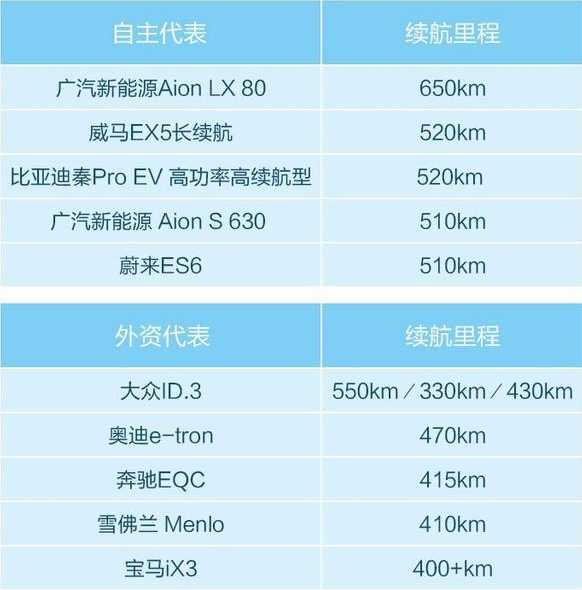 自主代表 续航里程
广汽新能源Aion LX 80 650km
威马EX5长续航 520km
比亚迪秦Pro EV 高功率高续航型 520km
广汽新能源 Aion S 630 510km
蔚来ES6 510km
外资代表 续航里程
大众ID.3 550km/330km/430km
奥迪e-tron 470km
奔驰EQC 415km
雪佛兰 Menlo 410km
宝马iX3 400+km